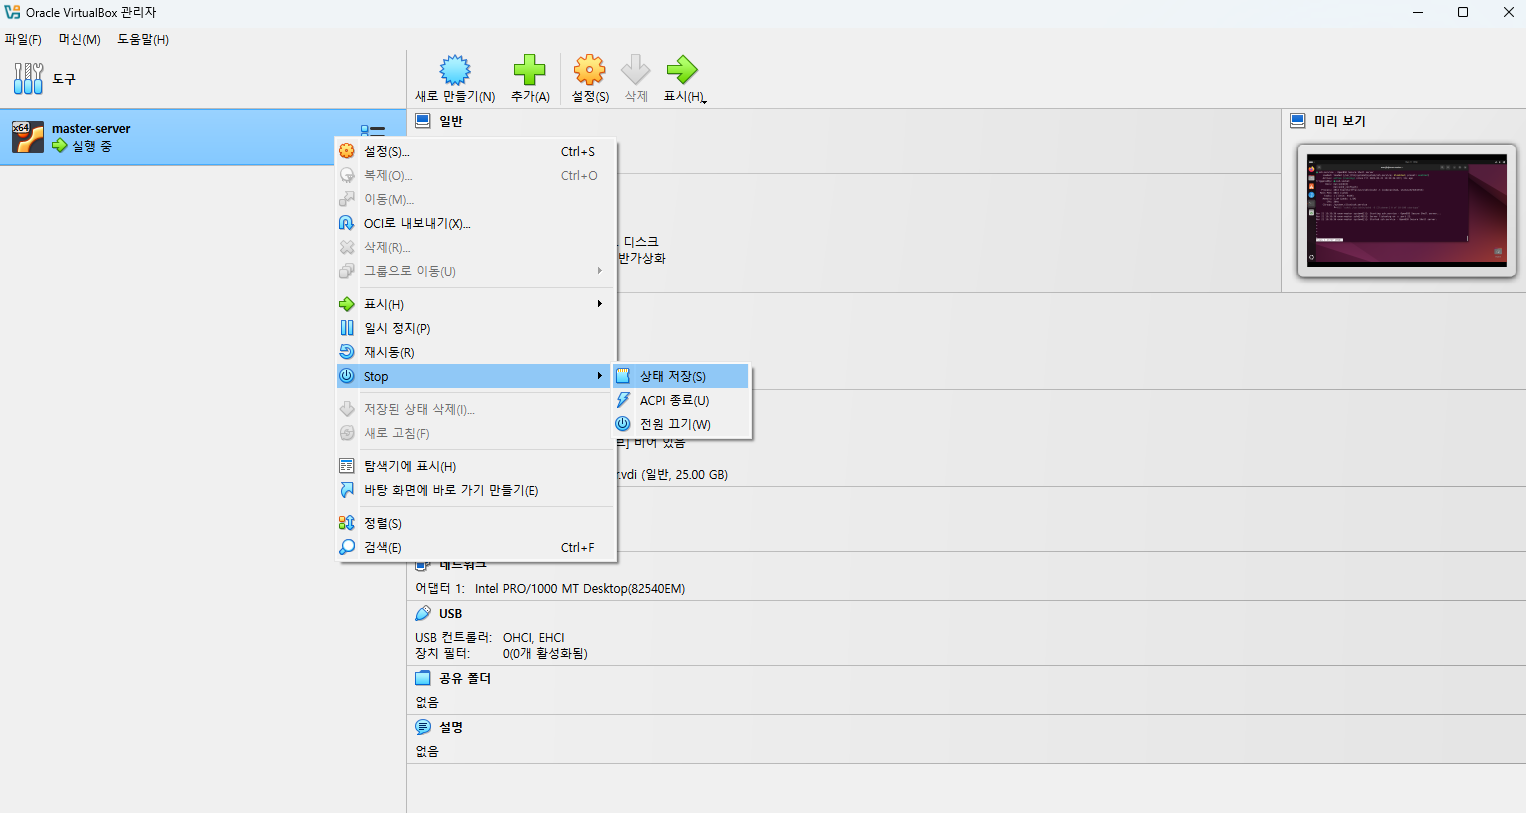 Oracle VirtualBox 관리자
파일(F) 머신(M) 도움말(H)
도구
새로 만들기(N) 추가(A) 설정(S) 삭제 표시(H)
x64
master-server
실행 중
일반
미리 보기
설정(S)... Ctrl+S
복제(O)... Ctrl+O
이동(M)...
OCI로 내보내기(X)...
삭제(R)...
그룹으로 이동(U)
표시(H)
일시 정지(P)
재시동(R)
Stop
저장된 상태 삭제(I)...
새로 고침(F)
탐색기에 표시(H)
바탕 화면에 바로 가기 만들기(E)
정렬(S)
검색(E) Ctrl+F
상태 저장(S)
ACPI 종료(U)
전원 끄기(W)
디스크
반가상화
비어 있음
.vdi (일반, 25.00 GB)
네트워크
어댑터 1: Intel PRO/1000 MT Desktop(82540EM)
USB
USB 컨트롤러: OHCI, EHCI
장치 필터: 0(0개 활성화됨)
공유 폴더
없음
설명
없음